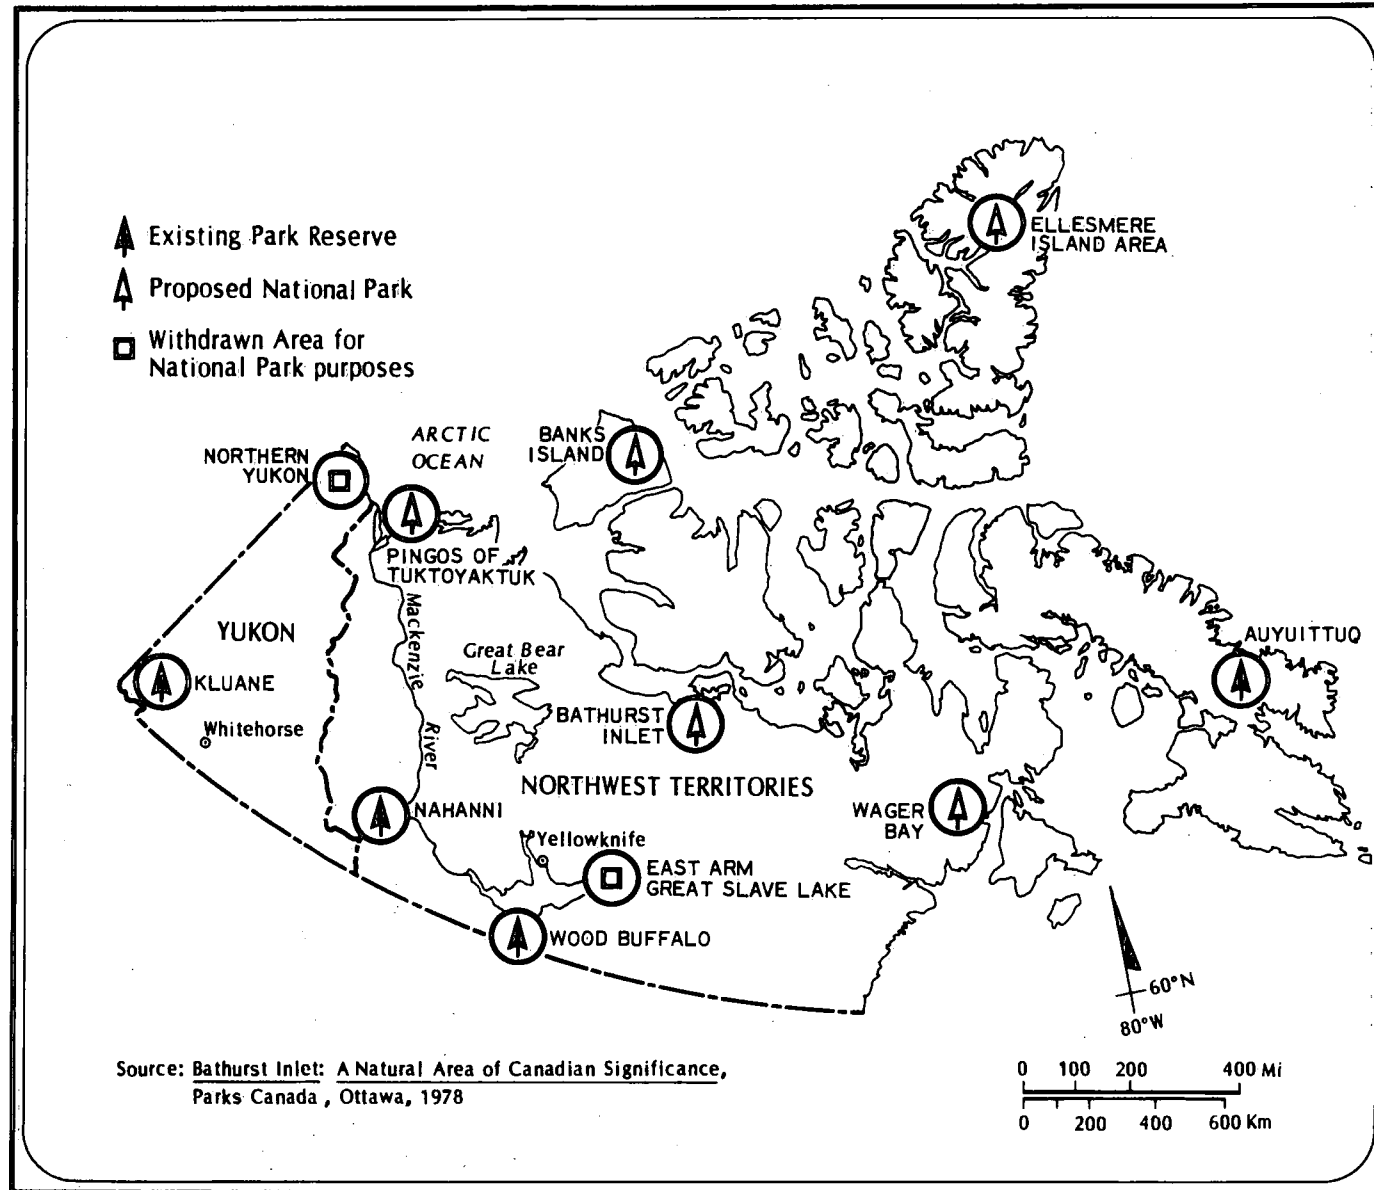 Existing Park Reserve
Proposed National Park
Withdrawn Area for
National Park purposes
ELLESMERE
ISLAND AREA
NORTHERN
YUKON
ARCTIC
OCEAN
BANKS
ISLAND
PINGOS OF
TUKTOYAKTUK
Mackenzie
River
YUKON
KLUANE
Whitehorse
Great Bear
Lake
BATHURST
INLET
AUYUITTUQ
NORTHWEST TERRITORIES
NAHANNI
WAGER
BAY
Yellowknife
EAST ARM
GREAT SLAVE LAKE
WOOD BUFFALO
60°N
80°W
Source: Bathurst Inlet: A Natural Area of Canadian Significance,
Parks Canada, Ottawa, 1978
0 100 200 400 Mi
0 200 400 600 Km